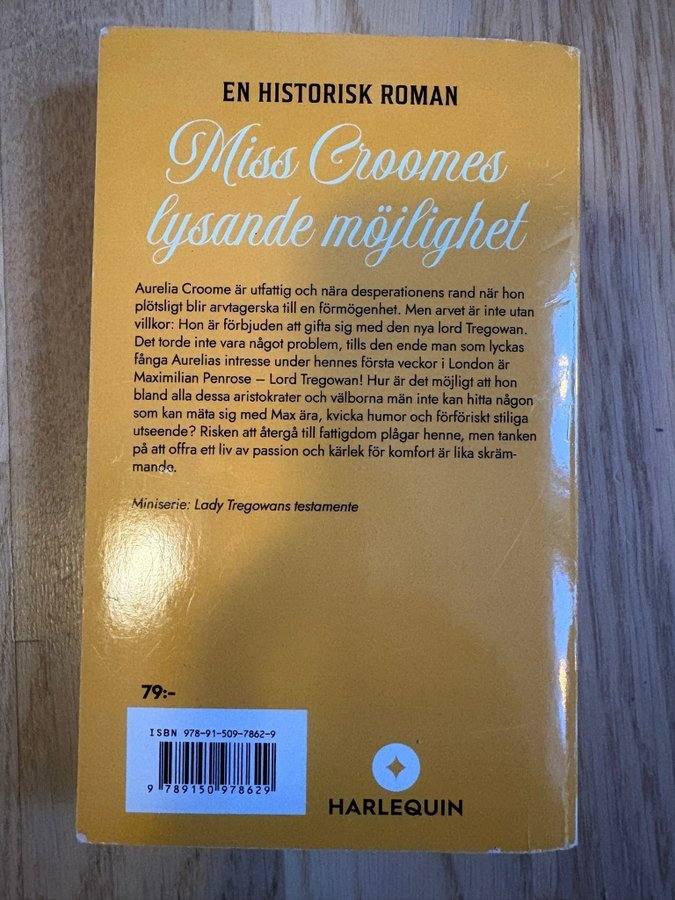 EN HISTORISK ROMAN
Miss Croomes
lysande möjlighet
Aurelia Croome är utfattig och nära desperationens rand när hon
plötsligt blir arvtagerska till en förmögenhet. Men arvet är inte utan
villkor: Hon är förbjuden att gifta sig med den nya lord Tregowan.
Det torde inte vara något problem, tills den ende man som lyckas
fånga Aurelias intresse under hennes första veckor i London är
Maximilian Penrose – Lord Tregowan! Hur är det möjligt att hon
bland alla dessa aristokrater och välborna män inte kan hitta någon
som kan mäta sig med Max ära, kvicka humor och förföriskt stiliga
utseende? Risken att återgå till fattigdom plågar henne, men tanken
på att offra ett liv av passion och kärlek för komfort är lika skräm-
mande.
Miniserie: Lady Tregowans testamente
79:-
ISBN 978-91-509-7862-9
9 789150 978629
HARLEQUIN